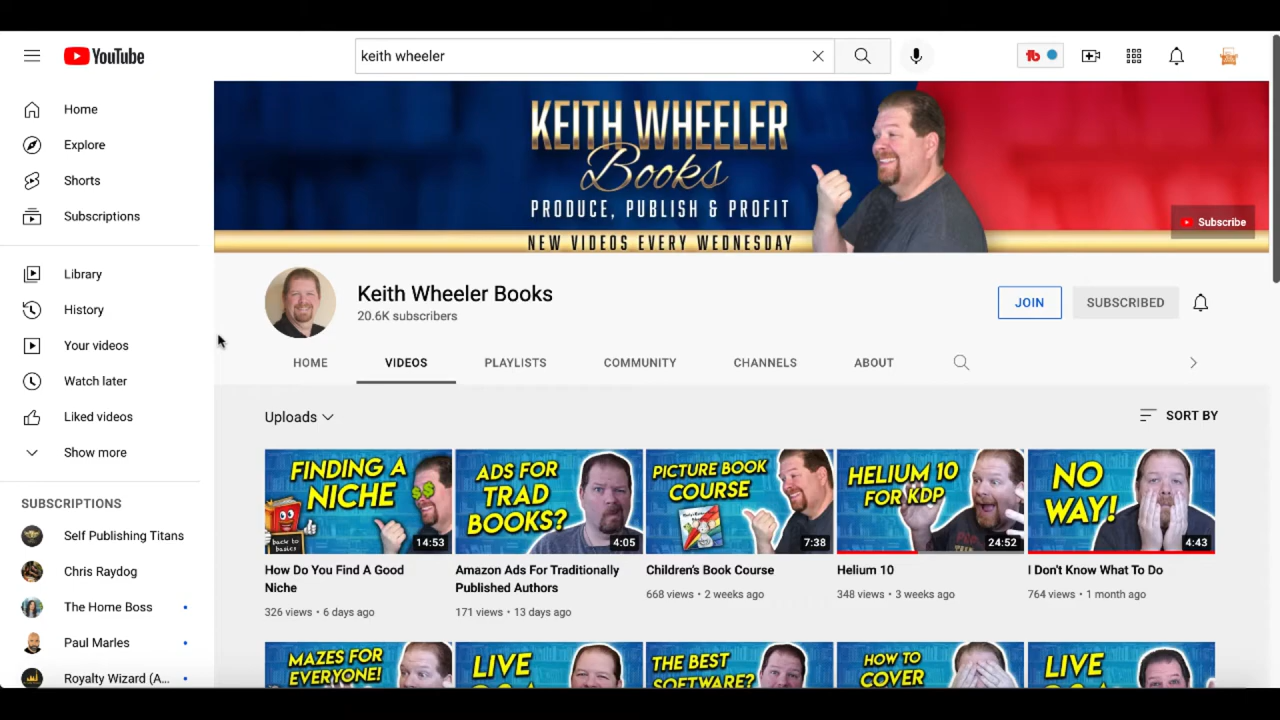 YouTube
keith wheeler
Home
Explore
Shorts
Subscriptions
Library
History
Your videos
Watch later
Liked videos
Show more
SUBSCRIPTIONS
Self Publishing Titans
Chris Raydog
The Home Boss
Paul Marles
Royalty Wizard (A...
KEITH WHEELER
Books
PRODUCE, PUBLISH & PROFIT
NEW VIDEOS EVERY WEDNESDAY
Subscribe
Keith Wheeler Books
20.6K subscribers
JOIN
SUBSCRIBED
HOME
VIDEOS
PLAYLISTS
COMMUNITY
CHANNELS
ABOUT
Uploads
SORT BY
FINDING A
NICHE
back to
basics
14:53
How Do You Find A Good
Niche
326 views • 6 days ago
ADS FOR
TRAD
BOOKS?
4:05
Amazon Ads For Traditionally
Published Authors
171 views • 13 days ago
PICTURE BOOK
COURSE
7:38
Children's Book Course
668 views • 2 weeks ago
HELIUM 10
FOR KDP
24:52
Helium 10
348 views • 3 weeks ago
NO
WAY!
4:43
I Don't Know What To Do
764 views • 1 month ago
MAZES FOR
EVERYONE!
LIVE
THE BEST
SOFTWARE?
HOW TO
COVER
LIVE